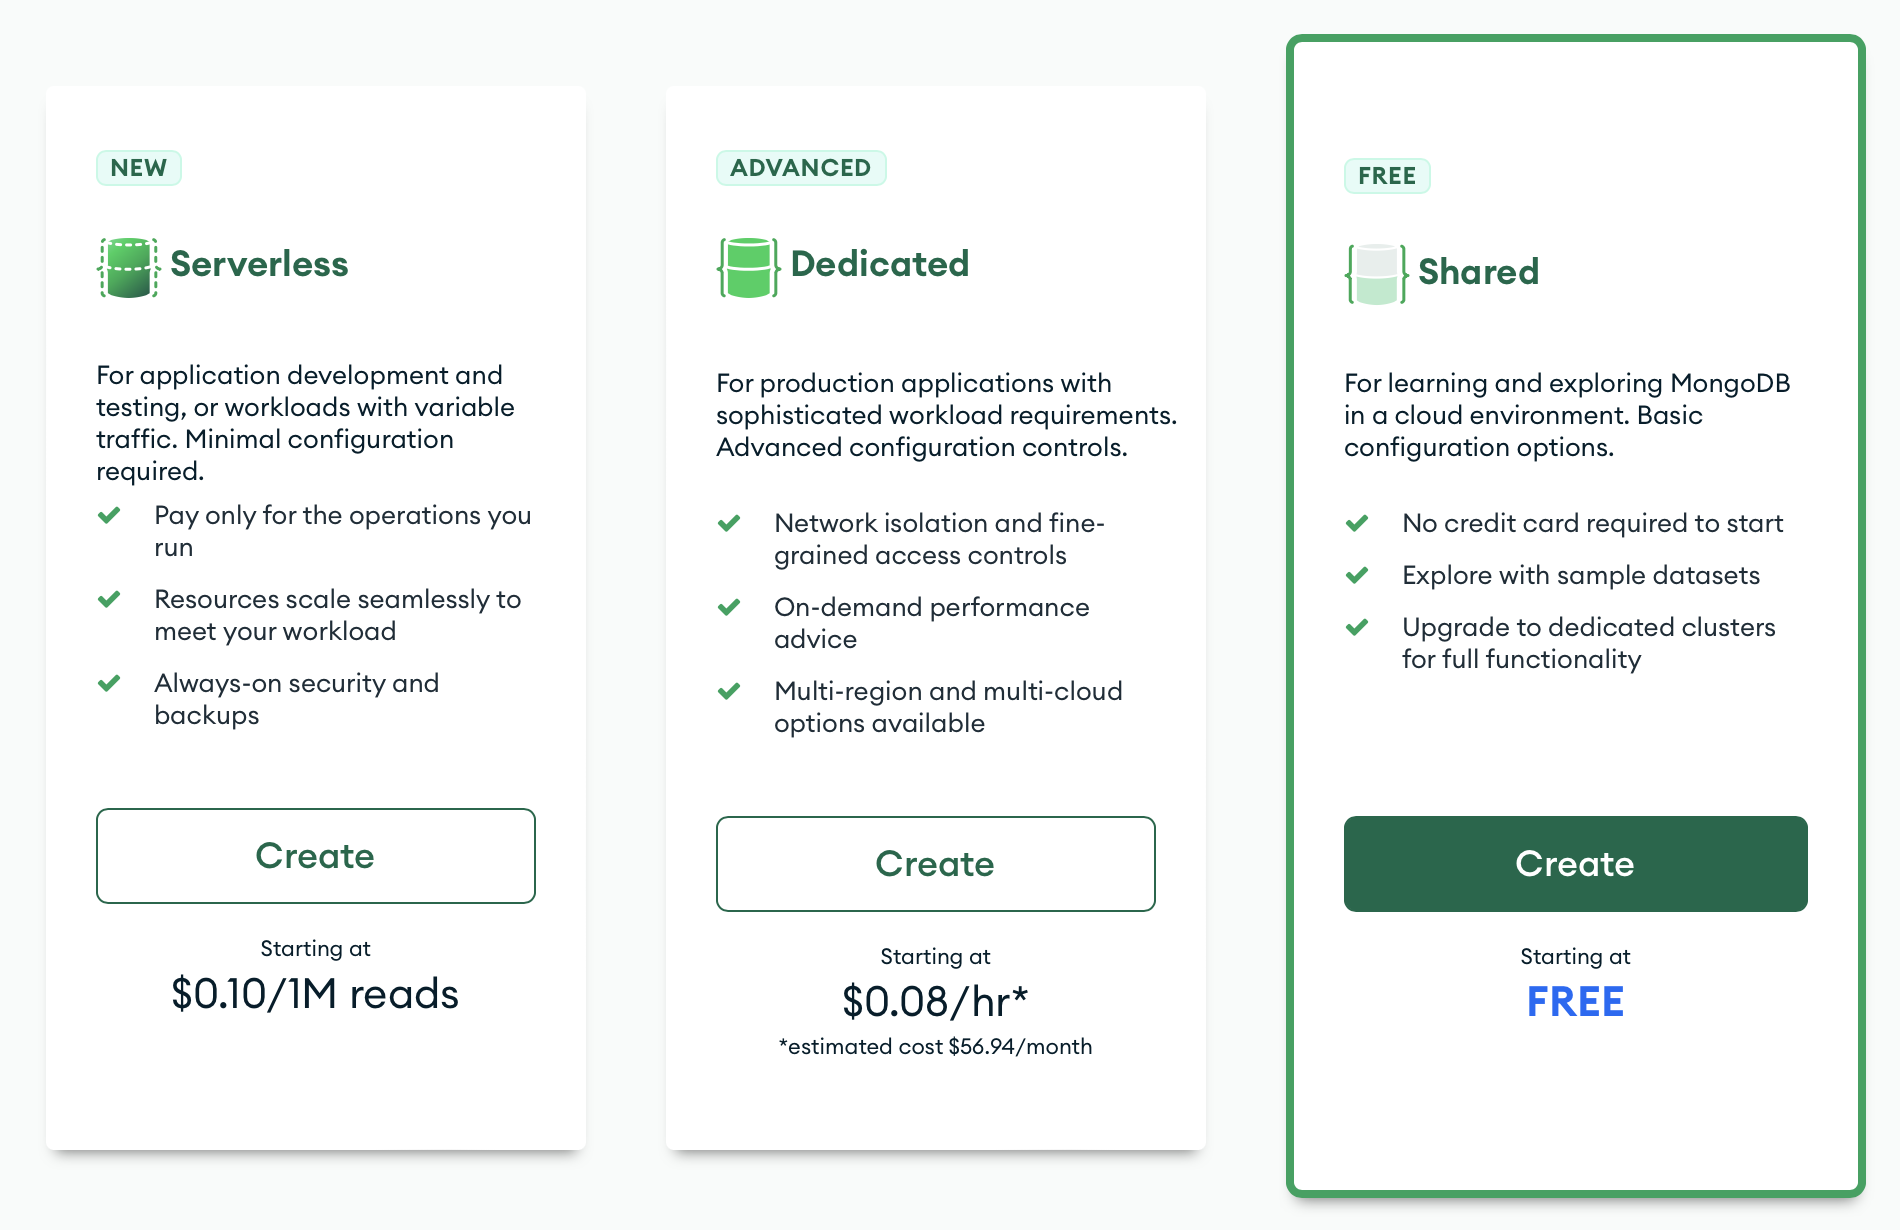 NEW
Serverless
For application development and
testing, or workloads with variable
traffic. Minimal configuration
required.
Pay only for the operations you
run
Resources scale seamlessly to
meet your workload
Always-on security and
backups
Create
Starting at
$0.10/1M reads
ADVANCED
Dedicated
For production applications with
sophisticated workload requirements.
Advanced configuration controls.
Network isolation and fine-
grained access controls
On-demand performance
advice
Multi-region and multi-cloud
options available
Create
Starting at
$0.08/hr*
*estimated cost $56.94/month
FREE
Shared
For learning and exploring MongoDB
in a cloud environment. Basic
configuration options.
No credit card required to start
Explore with sample datasets
Upgrade to dedicated clusters
for full functionality
Create
Starting at
FREE